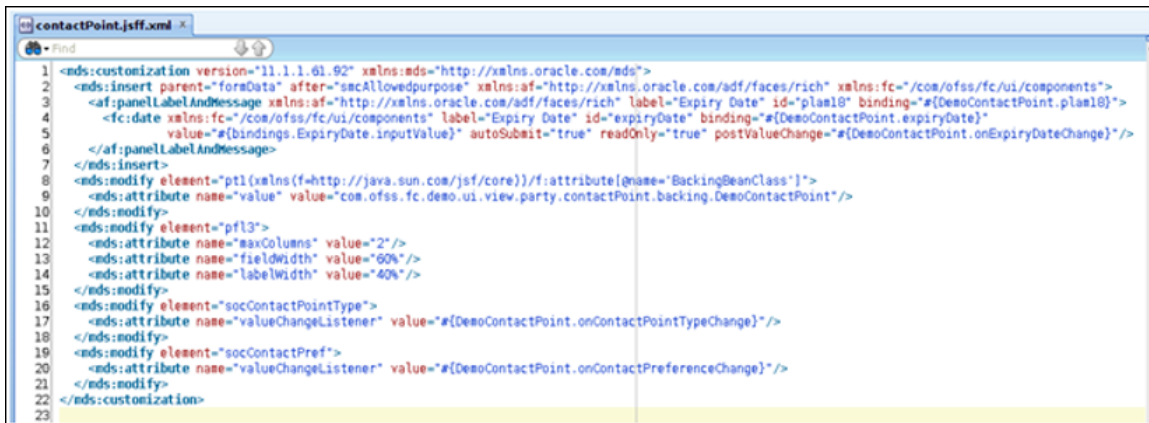 contactPoint.jsff.xml ×
Find
1 <mds:customization version="11.1.1.61.92" xmlns:mds="http://xmlns.oracle.com/mds">
2 <mds:insert parent="formData" after="smcAllowedpurpose" xmlns:af="http://xmlns.oracle.com/adf/faces/rich" xmlns:fc="/com/ofss/fc/ui/components">
3 <af:panelLabelAndMessage xmlns:af="http://xmlns.oracle.com/adf/faces/rich" label="Expiry Date" id="plam18" binding="#{DemoContactPoint.plam18}">
4 <fc:date xmlns:fc="/com/ofss/fc/ui/components" label="Expiry Date" id="expiryDate" binding="#{DemoContactPoint.expiryDate}"
5 value="#{bindings.ExpiryDate.inputValue}" autoSubmit="true" readOnly="true" postValueChange="#{DemoContactPoint.onExpiryDateChange}"/>
6 </af:panelLabelAndMessage>
7 </mds:insert>
8 <mds:modify element="pt1(xmlns(f=http://java.sun.com/jsf/core))/f:attribute[@name='BackingBeanClass']">
9 <mds:attribute name="value" value="com.ofss.fc.demo.ui.view.party.contactPoint.backing.DemoContactPoint"/>
10 </mds:modify>
11 <mds:modify element="pfl3">
12 <mds:attribute name="maxColumns" value="2"/>
13 <mds:attribute name="fieldWidth" value="60%"/>
14 <mds:attribute name="labelWidth" value="40%"/>
15 </mds:modify>
16 <mds:modify element="socContactPointType">
17 <mds:attribute name="valueChangeListener" value="#{DemoContactPoint.onContactPointTypeChange}"/>
18 </mds:modify>
19 <mds:modify element="socContactPref">
20 <mds:attribute name="valueChangeListener" value="#{DemoContactPoint.onContactPreferenceChange}"/>
21 </mds:modify>
22 </mds:customization>
23